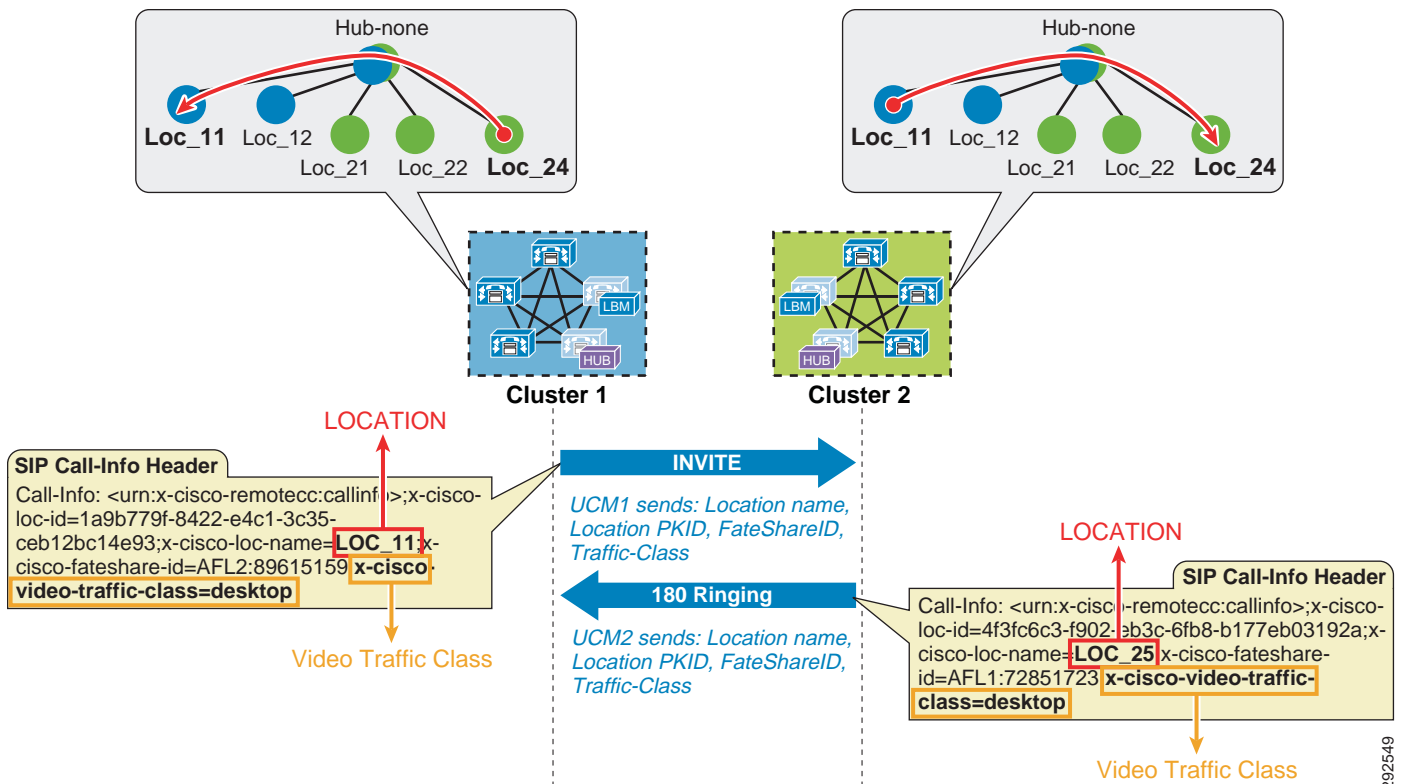 Hub-none
Loc_11
Loc_12
Loc_21
Loc_22
Loc_24
Hub-none
Loc_11
Loc_12
Loc_21
Loc_22
Loc_24
LBM
HUB
LBM
HUB
Cluster 1
Cluster 2
LOCATION
SIP Call-Info Header
Call-Info: <urn:x-cisco-remotecc:callinfo>;x-cisco-
loc-id=1a9b779f-8422-e4c1-3c35-
ceb12bc14e93;x-cisco-loc-name=LOC_11;x-
cisco-fateshare-id=AFL2:89615159 x-cisco-
video-traffic-class=desktop
Video Traffic Class
INVITE
UCM1 sends: Location name,
Location PKID, FateShareID,
Traffic-Class
180 Ringing
UCM2 sends: Location name,
Location PKID, FateShareID,
Traffic-Class
LOCATION
SIP Call-Info Header
Call-Info: <urn:x-cisco-remotecc:callinfo>;x-cisco-
loc-id=4f3fc6c3-f902-eb3c-6fb8-b177eb03192a;x-
cisco-loc-name=LOC_25 x-cisco-fateshare-
id=AFL1:72851723 x-cisco-video-traffic-
class=desktop
Video Traffic Class
292549